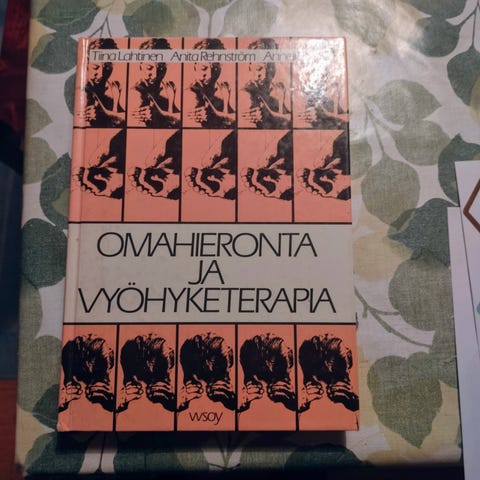 Tiina Lahtinen Anita Rehnström
OMAHIERONTA
JA
VYÖHYKETERAPIA
wsoy